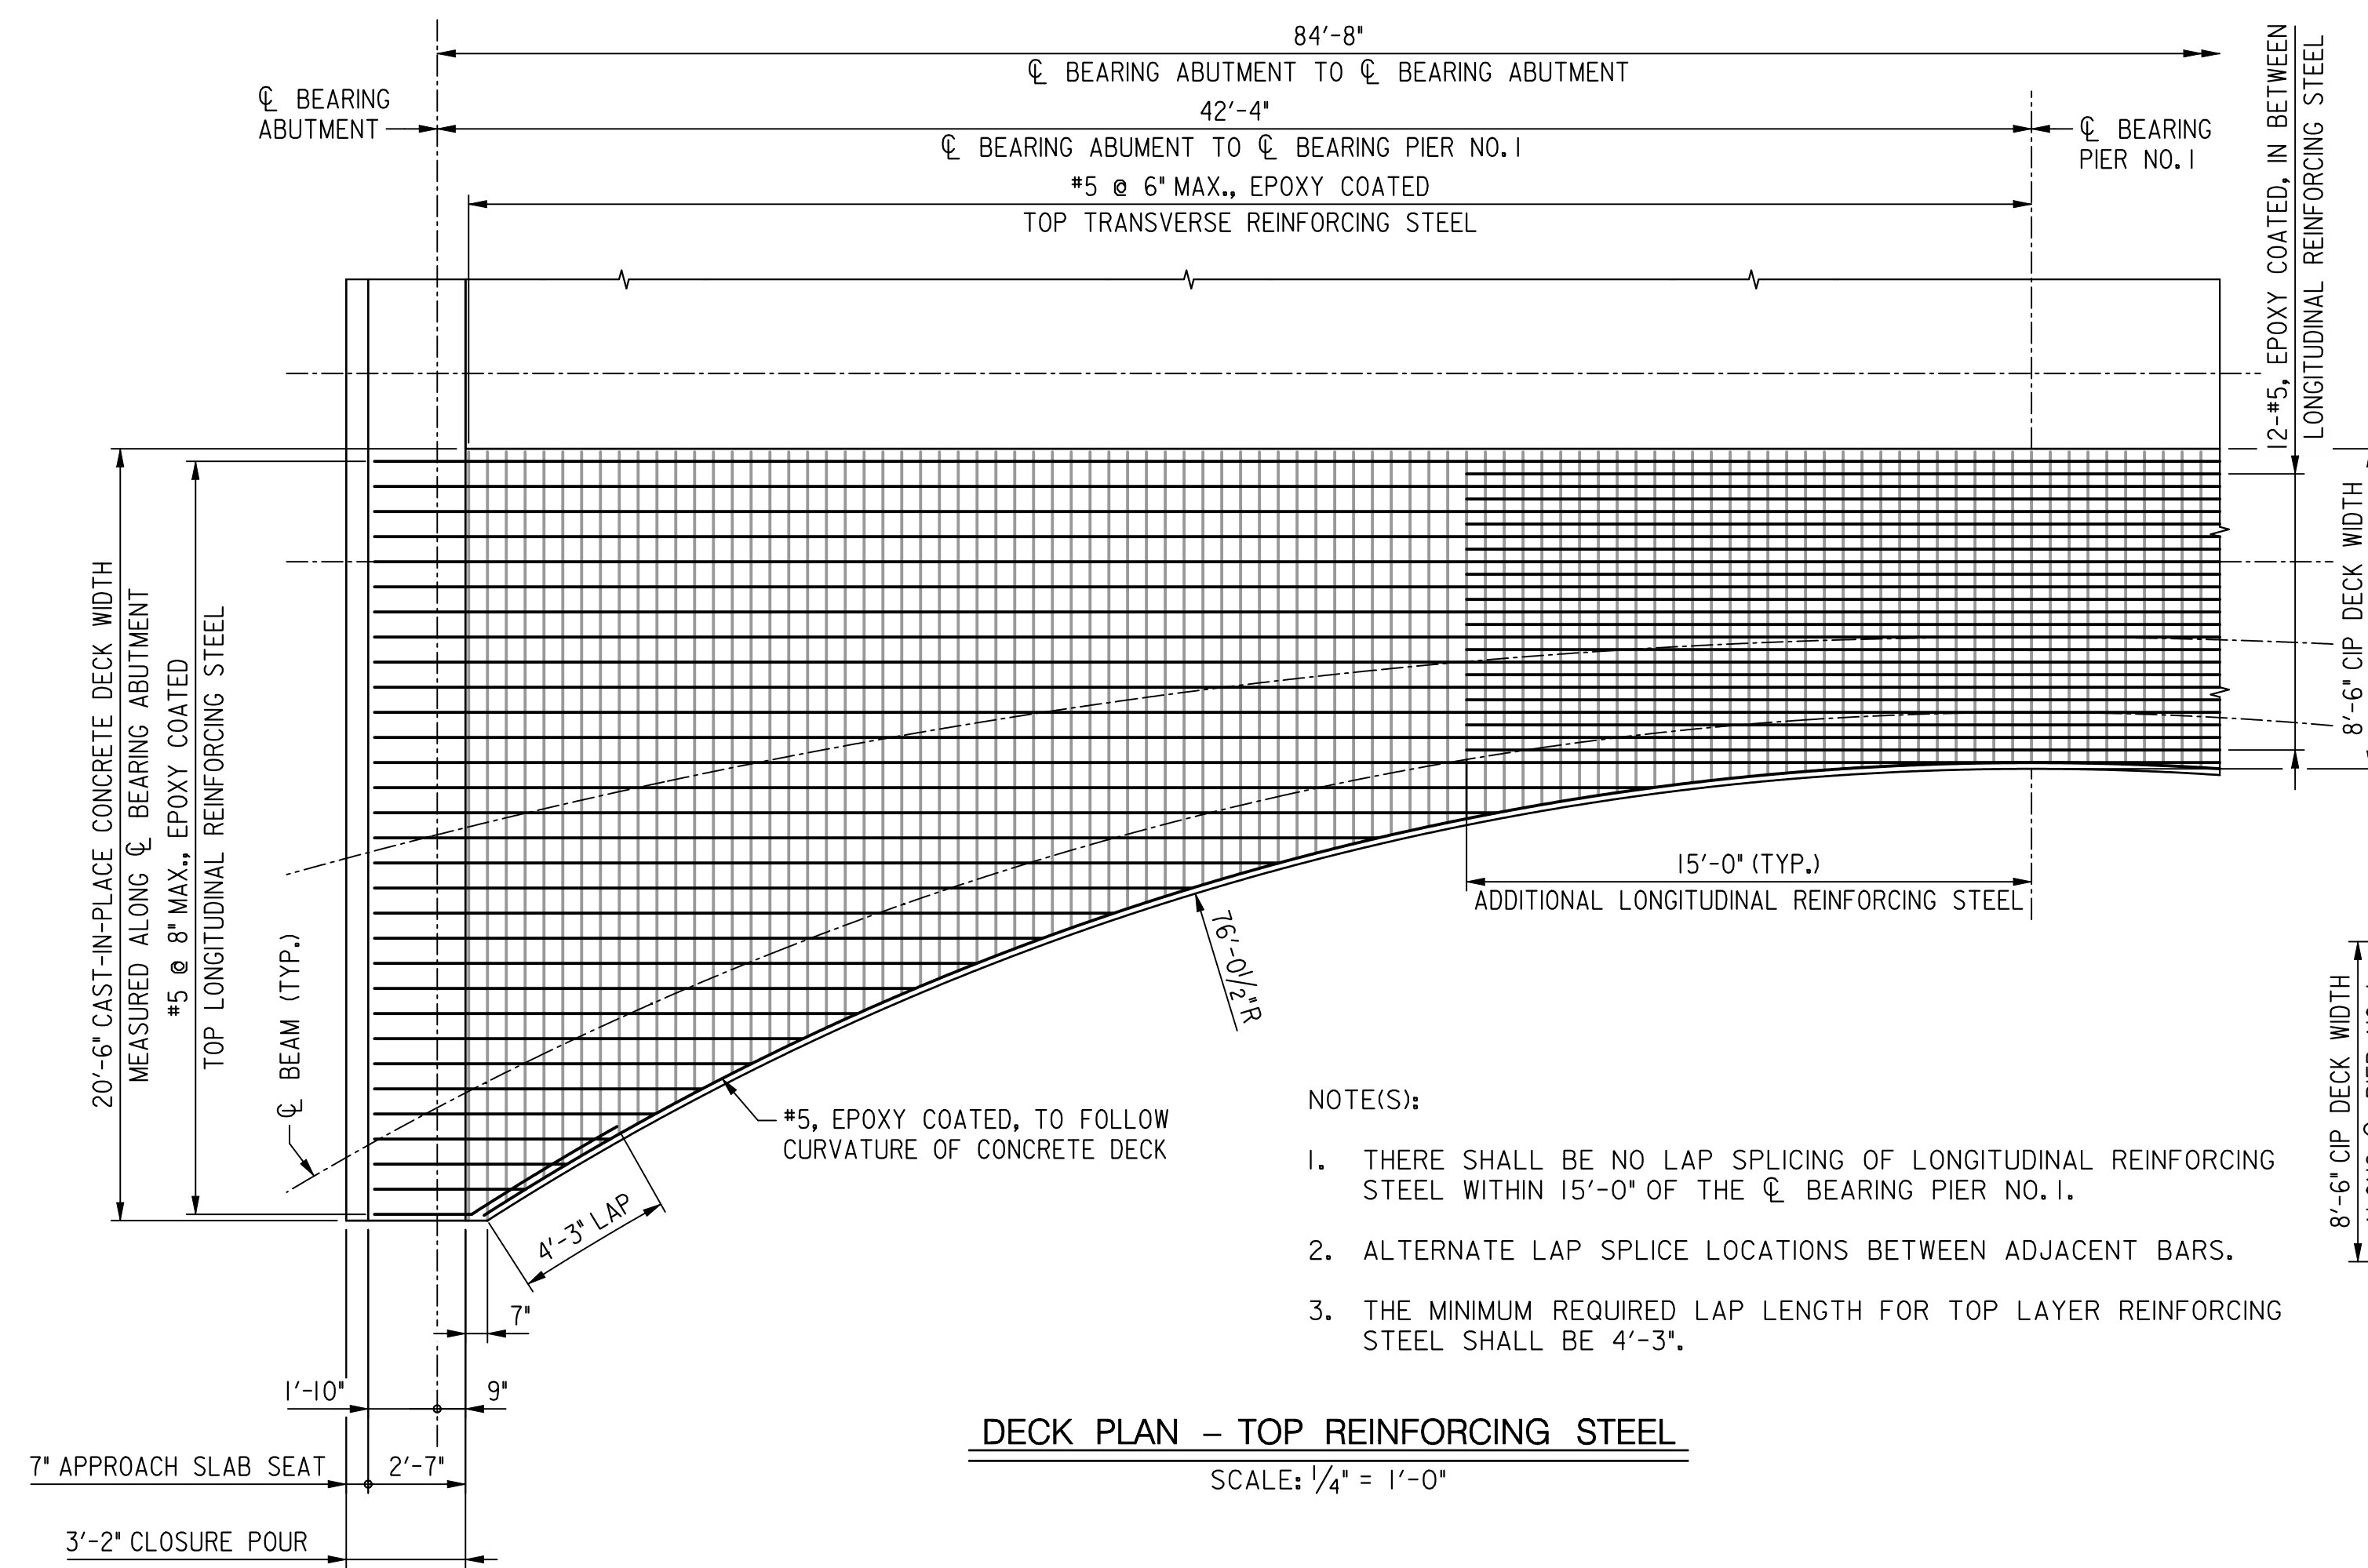 84'-8"
℄ BEARING ABUTMENT TO ℄ BEARING ABUTMENT
℄ BEARING
ABUTMENT
42'-4"
℄ BEARING ABUMENT TO ℄ BEARING PIER NO. 1
℄ BEARING
PIER NO. 1
#5 @ 6" MAX., EPOXY COATED
TOP TRANSVERSE REINFORCING STEEL
12-#5, EPOXY COATED, IN BETWEEN
LONGITUDINAL REINFORCING STEEL
20'-6" CAST-IN-PLACE CONCRETE DECK WIDTH
MEASURED ALONG ℄ BEARING ABUTMENT
#5 @ 8" MAX., EPOXY COATED
TOP LONGITUDINAL REINFORCING STEEL
℄ BEAM (TYP.)
8'-6" CIP DECK WIDTH
15'-0" (TYP.)
ADDITIONAL LONGITUDINAL REINFORCING STEEL
76'-0 1/2"R
8'-6" CIP DECK WIDTH
#5, EPOXY COATED, TO FOLLOW
CURVATURE OF CONCRETE DECK
4'-3" LAP
7"
1'-10"
9"
7" APPROACH SLAB SEAT
2'-7"
3'-2" CLOSURE POUR
NOTE(S):
1. THERE SHALL BE NO LAP SPLICING OF LONGITUDINAL REINFORCING
STEEL WITHIN 15'-0" OF THE ℄ BEARING PIER NO. 1.
2. ALTERNATE LAP SPLICE LOCATIONS BETWEEN ADJACENT BARS.
3. THE MINIMUM REQUIRED LAP LENGTH FOR TOP LAYER REINFORCING
STEEL SHALL BE 4'-3".
DECK PLAN - TOP REINFORCING STEEL
SCALE: 1/4" = 1'-0"